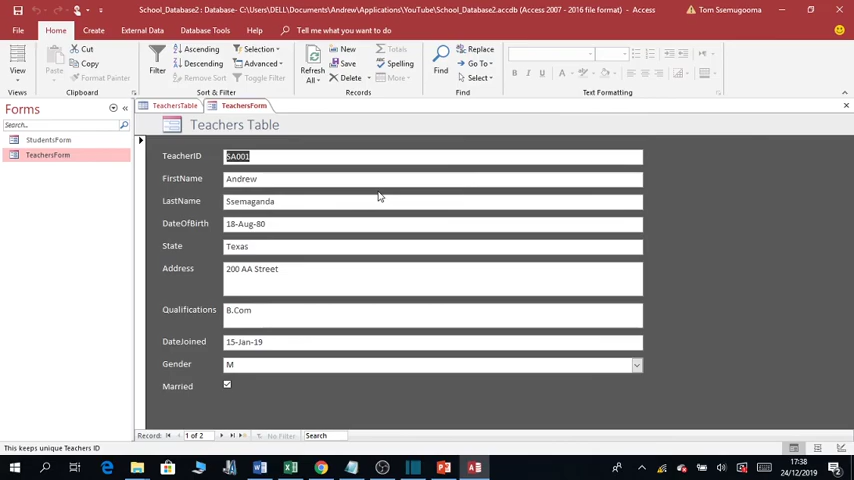 School_Database2 : Database- C:\Users\DELL\Documents\Andrew\Applications\YouTube\School_Database2.accdb (Access 2007 - 2016 file format) - Access
Tom Ssemugooma
File Home Create External Data Database Tools Help Tell me what you want to do
View
Paste
Cut
Copy
Format Painter
Filter
Ascending
Descending
Remove Sort
Selection
Advanced
Toggle Filter
Refresh All
New
Save
Delete
Totals
Spelling
More
Find
Replace
Go To
Select
B I U A
Views Clipboard Sort & Filter Records Find Text Formatting
Forms
Search...
StudentsForm
TeachersForm
TeachersTable TeachersForm
Teachers Table
TeacherID SA001
FirstName Andrew
LastName Ssemaganda
DateOfBirth 18-Aug-80
State Texas
Address 200 AA Street
Qualifications B.Com
DateJoined 15-Jan-19
Gender M
Married
Record: 1 of 2 No Filter Search
This keeps unique Teachers ID
17:38
24/12/2019
2